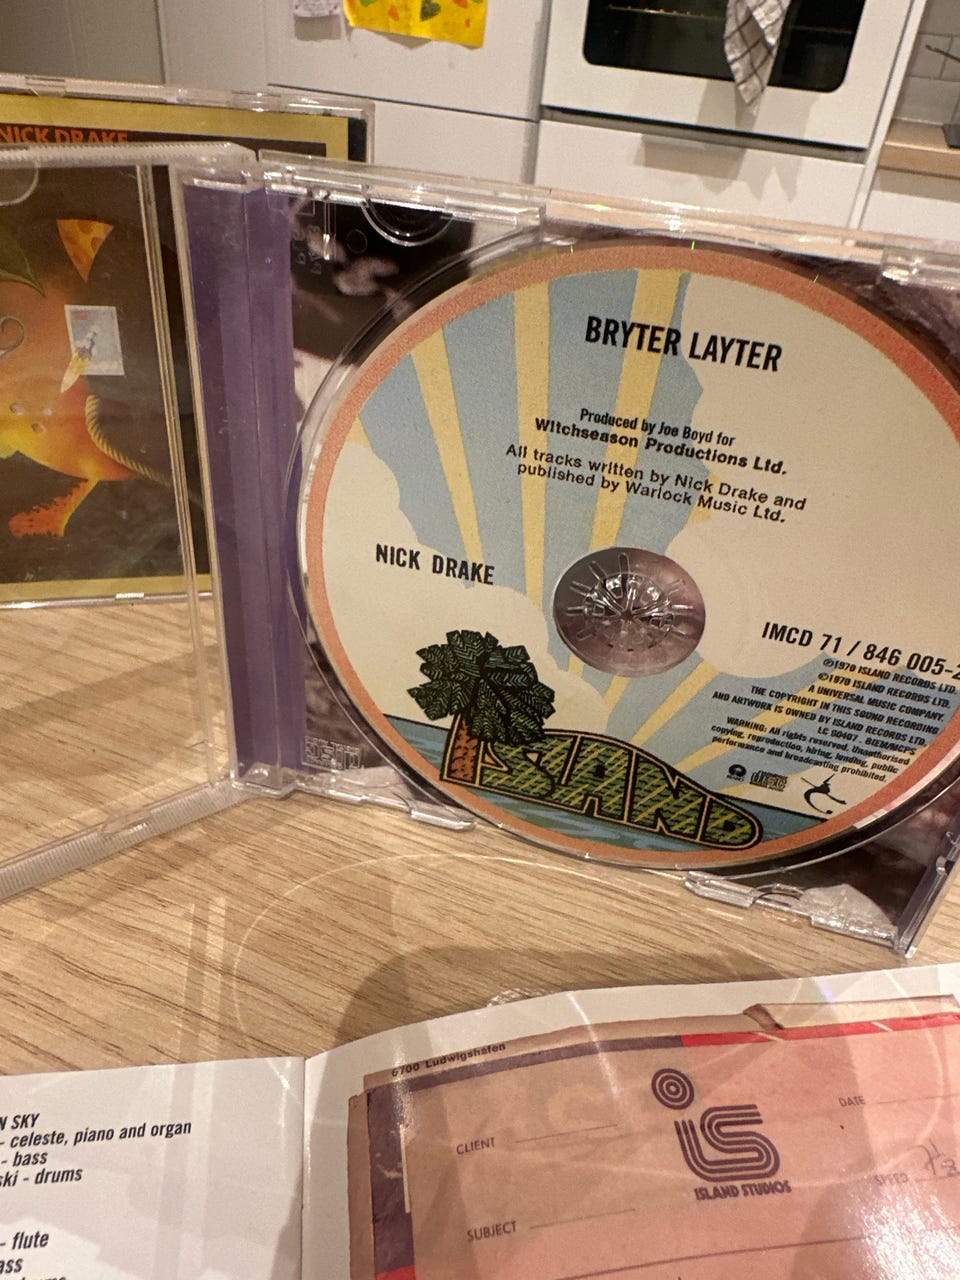 NICK DRAKE
BRYTER LAYTER
Produced by Joe Boyd for
Witchseason Productions Ltd.
All tracks written by Nick Drake and
published by Warlock Music Ltd.
NICK DRAKE
IMCD 71 / 846 005-2
℗1970 ISLAND RECORDS LTD.
©1970 ISLAND RECORDS LTD.
A UNIVERSAL MUSIC COMPANY.
THE COPYRIGHT IN THIS SOUND RECORDING
AND ARTWORK IS OWNED BY ISLAND RECORDS LTD.
LC 00407 . BIEM/MCPS
WARNING: All rights reserved. Unauthorised
copying, reproduction, hiring, lending, public
performance and broadcasting prohibited.
ISLAND
6700 Ludwigshafen
N SKY
- celeste, piano and organ
- bass
ski - drums
- flute
ass
CLIENT
DATE
is
ISLAND STUDIOS
SPEED
SUBJECT